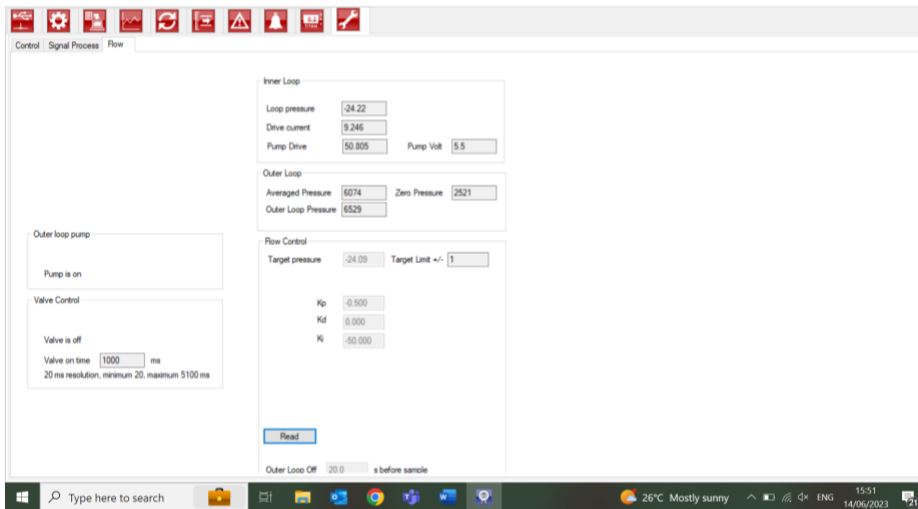 Control Signal Process Flow
Inner Loop
Loop pressure -24.22
Drive current 9.246
Pump Drive 50.805 Pump Volt 5.5
Outer Loop
Averaged Pressure 6074 Zero Pressure 2521
Outer Loop Pressure 6529
Outer loop pump
Pump is on
Valve Control
Valve is off
Valve on time 1000 ms
20 ms resolution, minimum 20, maximum 5100 ms
Flow Control
Target pressure -24.09 Target Limit +/- 1
Kp -0.500
Kd 0.000
Ki -50.000
Read
Outer Loop Off 20.0 s before sample
Type here to search
26°C Mostly sunny ENG
15:51
14/06/2023
21